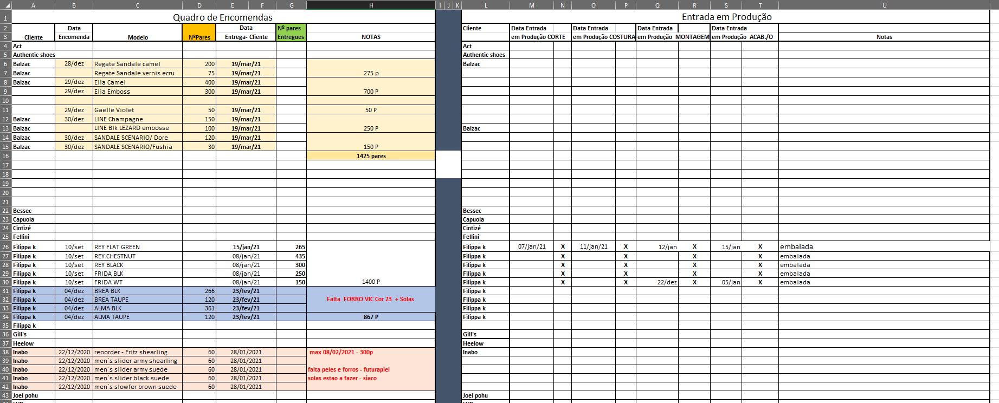 A B C D E F G H I J K L M N O P Q R S T U
1 Quadro de Encomendas Entrada em Produção
2 Data Data Nº pares Cliente Data Entrada Data Entrada Data Entrada Data Entrada
3 Cliente Encomenda Modelo NºPares Entrega- Cliente Entregues NOTAS em Produção CORTE em Produção COSTURA em Produção MONTAGEM em Produção ACAB./O Notas
4 Act Act
5 Authentic shoes Authentic shoes
6 Balzac 28/dez Regate Sandale camel 200 19/mar/21 Balzac
7 Balzac Regate Sandale vernis ecru 75 19/mar/21 275 p
8 Balzac 29/dez Elia Camel 400 19/mar/21
9 29/dez Elia Emboss 300 19/mar/21 700 P
10
11 29/dez Gaelle Violet 50 19/mar/21 50 P
12 Balzac 30/dez LINE Champagne 150 19/mar/21
13 Balzac LINE Blk LEZARD embosse 100 19/mar/21 250 P Balzac
14 Balzac 30/dez SANDALE SCENARIO/ Dore 120 19/mar/21
15 Balzac 30/dez SANDALE SCENARIO/Fushia 30 19/mar/21 150 P
16 1425 pares
17
18
19
20
21
22 Bessec Bessec
23 Capuola Capuola
24 Cintizé Cintizé
25 Fellini Fellini
26 Filippa k 10/set REY FLAT GREEN 15/jan/21 265 Filippa k 07/jan/21 X 11/jan/21 X 12/jan X 15/jan X embalada
27 Filippa k 10/set REY CHESTNUT 08/jan/21 435 Filippa k X X X X embalada
28 Filippa k 10/set REY BLACK 08/jan/21 300 Filippa k X X X X embalada
29 Filippa k 10/set FRIDA BLK 08/jan/21 250 Filippa k X X X X embalada
30 Filippa k 10/set FRIDA WT 08/jan/21 150 1400 P Filippa k X X 22/dez X 05/jan X embalada
31 Filippa k 04/dez BREA BLK 266 23/fev/21 Filippa k
32 Filippa k 04/dez BREA TAUPE 120 23/fev/21 Falta FORRO VIC Cor 23 + Solas Filippa k
33 Filippa k 04/dez ALMA BLK 361 23/fev/21 Filippa k
34 Filippa k 04/dez ALMA TAUPE 120 23/fev/21 867 P Filippa k
35 Filippa k
36 Gill's Gill's
37 Heelow Heelow
38 Inabo 22/12/2020 reoorder - Fritz shearling 60 28/01/2021 max 08/02/2021 - 300p Inabo
39 Inabo 22/12/2020 men´s slider army shearling 60 28/01/2021
40 Inabo 22/12/2020 men´s slider army suede 60 28/01/2021 falta peles e forros - futurapiel
41 Inabo 22/12/2020 men´s slider black suede 60 28/01/2021 solas estao a fazer - siaco
42 Inabo 22/12/2020 men´s slowfer brown suede 60 28/01/2021
43 Joel pohu Joel pohu